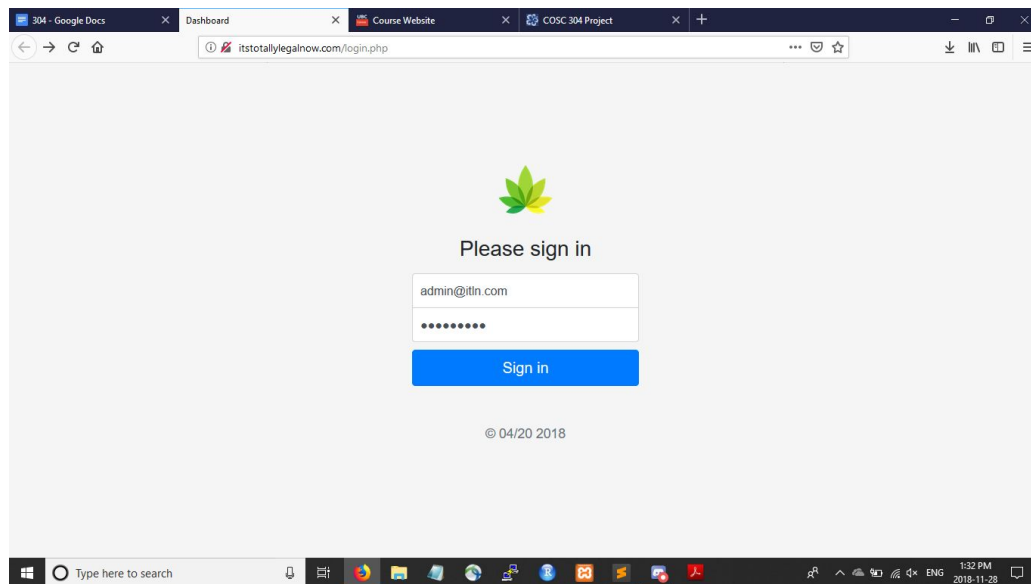 304 - Google Docs
Dashboard
UBC
Course Website
COSC 304 Project
itstotallylegalnow.com/login.php
Please sign in
admin@itln.com
Sign in
© 04/20 2018
Type here to search
ENG
1:32 PM
2018-11-28